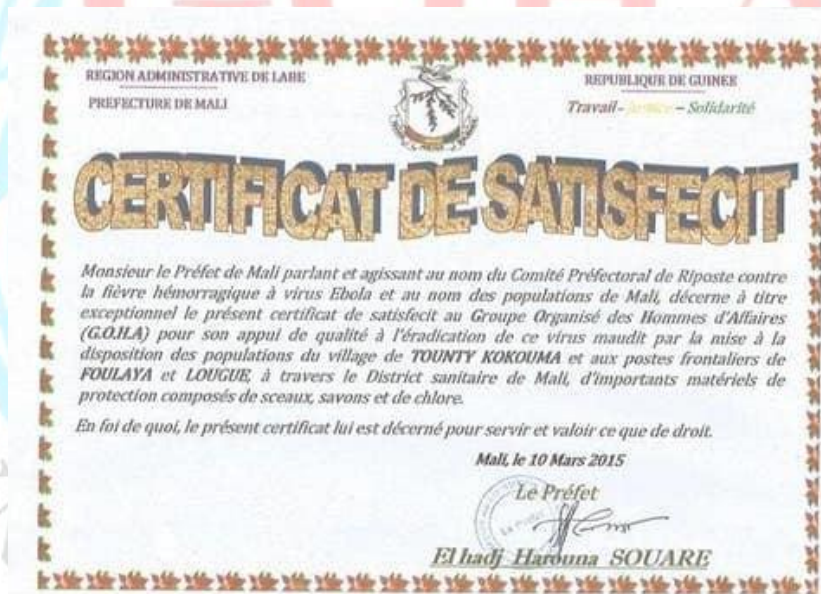 REGION ADMINISTRATIVE DE LABE
PREFECTURE DE MALI
REPUBLIQUE DE GUINEE
Travail - Justice – Solidarité
CERTIFICAT DE SATISFECIT
Monsieur le Préfet de Mali parlant et agissant au nom du Comité Préfectoral de Riposte contre
la fièvre hémorragique à virus Ebola et au nom des populations de Mali, décerne à titre
exceptionnel le présent certificat de satisfecit au Groupe Organisé des Hommes d'Affaires
(G.O.H.A) pour son appui de qualité à l'éradication de ce virus maudit par la mise à la
disposition des populations du village de TOUNTY KOKOUMA et aux postes frontaliers de
FOULAYA et LOUGUE, à travers le District sanitaire de Mali, d'importants matériels de
protection composés de sceaux, savons et de chlore.
En foi de quoi, le présent certificat lui est décerné pour servir et valoir ce que de droit.
Mali, le 10 Mars 2015
Le Préfet
El hadj Harouna SOUARE